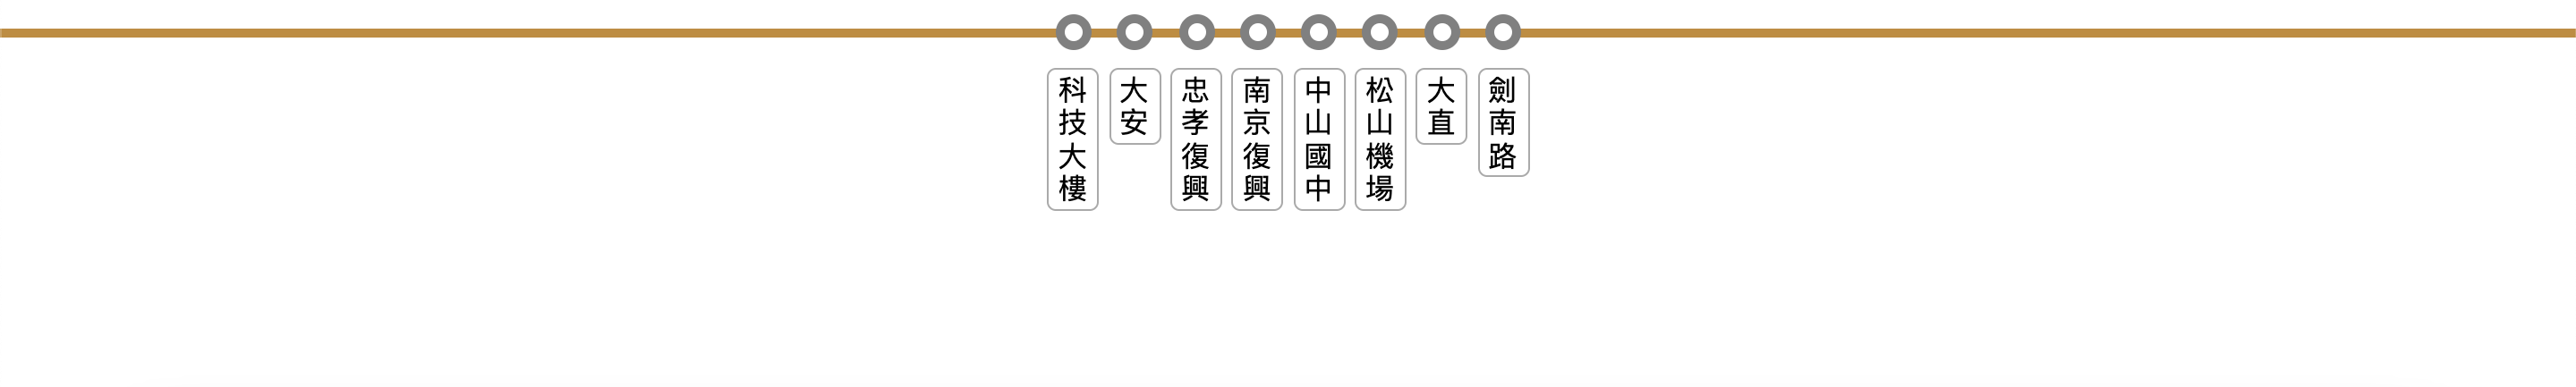 科技大樓
大安
忠孝復興
南京復興
中山國中
松山機場
大直
劍南路